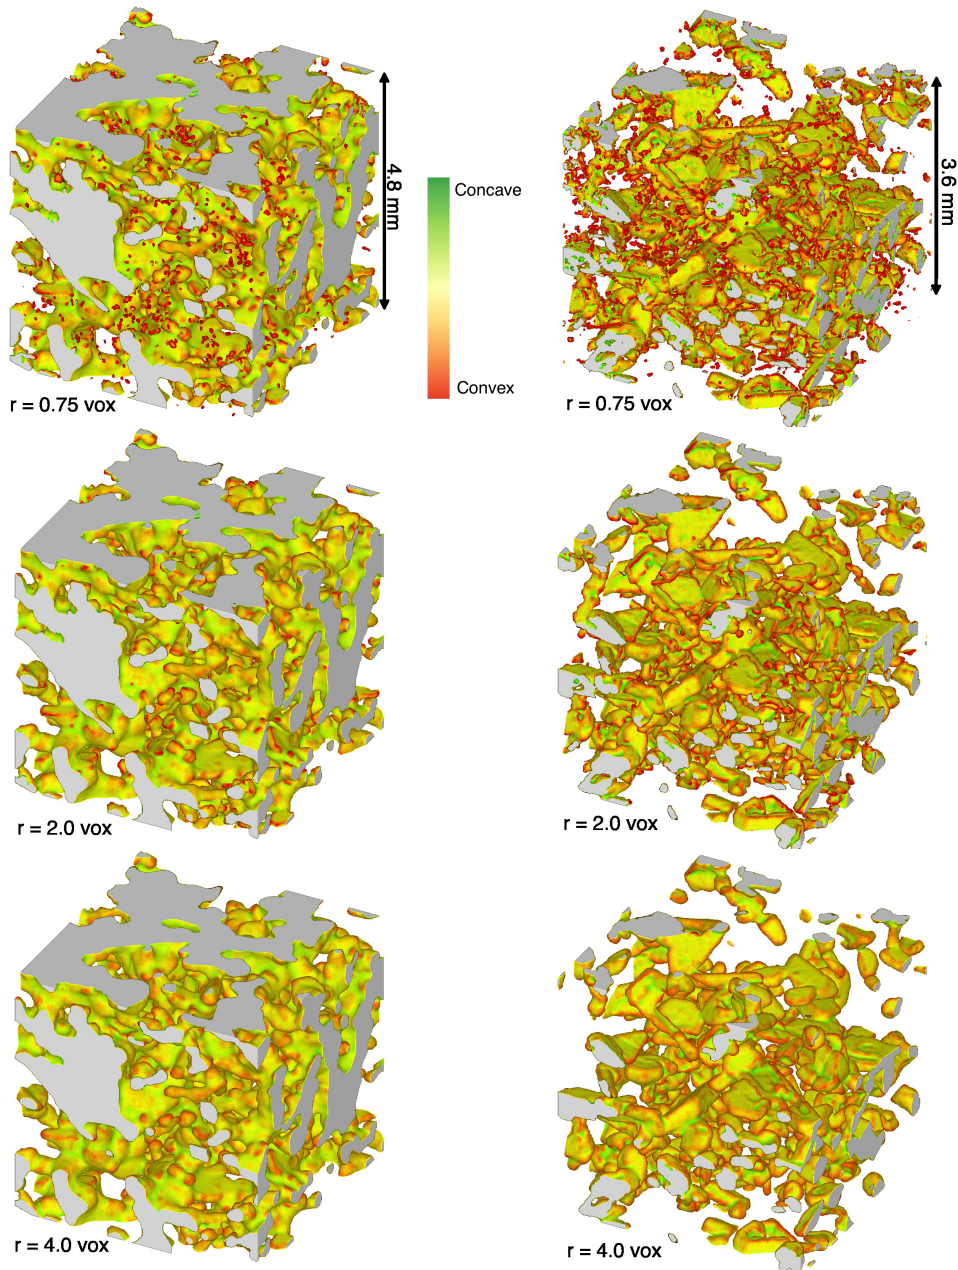 4.8 mm
3.6 mm
Concave
Convex
r = 0.75 vox
r = 0.75 vox
r = 2.0 vox
r = 2.0 vox
r = 4.0 vox
r = 4.0 vox